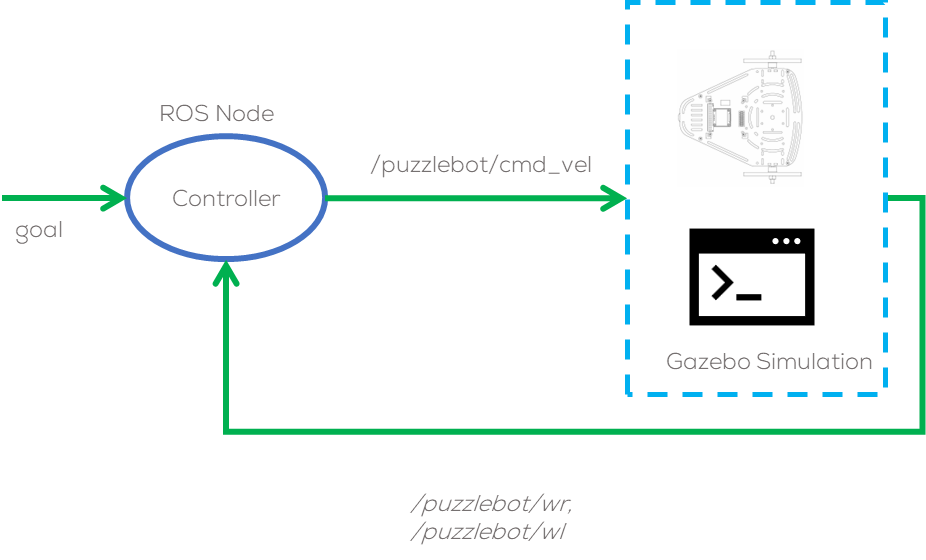 ROS Node
/puzzlebot/cmd_vel
Controller
goal
>_
Gazebo Simulation
/puzzlebot/wr,
/puzzlebot/wl